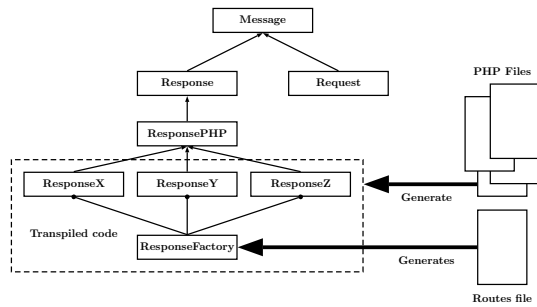 Message
PHP Files
Response
Request
ResponsePHP
ResponseX
ResponseY
ResponseZ
Generate
Transpiled code
ResponseFactory
Generates
Routes file